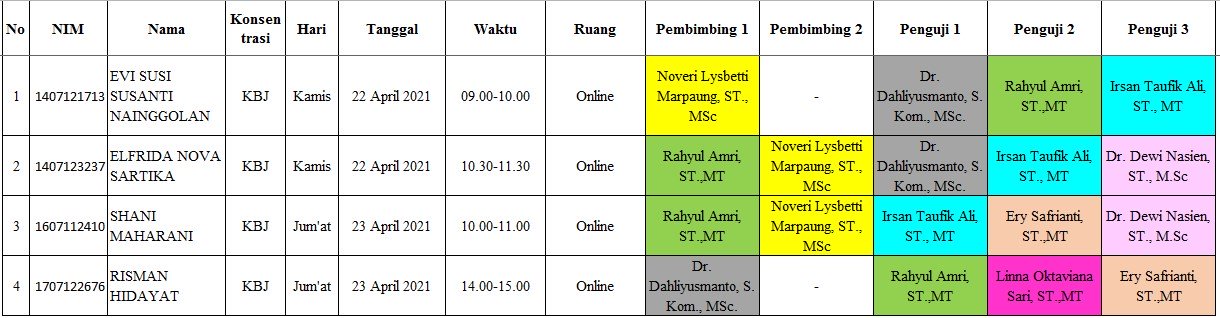 No NIM Nama Konsen trasi Hari Tanggal Waktu Ruang Pembimbing 1 Pembimbing 2 Penguji 1 Penguji 2 Penguji 3
1 1407121713 EVI SUSI SUSANTI NAINGGOLAN KBJ Kamis 22 April 2021 09.00-10.00 Online Noveri Lysbetti Marpaung, ST., MSc - Dr. Dahliyusmanto, S. Kom., MSc. Rahyul Amri, ST.,MT Irsan Taufik Ali, ST., MT
2 1407123237 ELFRIDA NOVA SARTIKA KBJ Kamis 22 April 2021 10.30-11.30 Online Rahyul Amri, ST.,MT Noveri Lysbetti Marpaung, ST., MSc Dr. Dahliyusmanto, S. Kom., MSc. Irsan Taufik Ali, ST., MT Dr. Dewi Nasien, ST., M.Sc
3 1607112410 SHANI MAHARANI KBJ Jum'at 23 April 2021 10.00-11.00 Online Rahyul Amri, ST.,MT Noveri Lysbetti Marpaung, ST., MSc Irsan Taufik Ali, ST., MT Ery Safrianti, ST.,MT Dr. Dewi Nasien, ST., M.Sc
4 1707122676 RISMAN HIDAYAT KBJ Jum'at 23 April 2021 14.00-15.00 Online Dr. Dahliyusmanto, S. Kom., MSc. - Rahyul Amri, ST.,MT Linna Oktaviana Sari, ST.,MT Ery Safrianti, ST.,MT